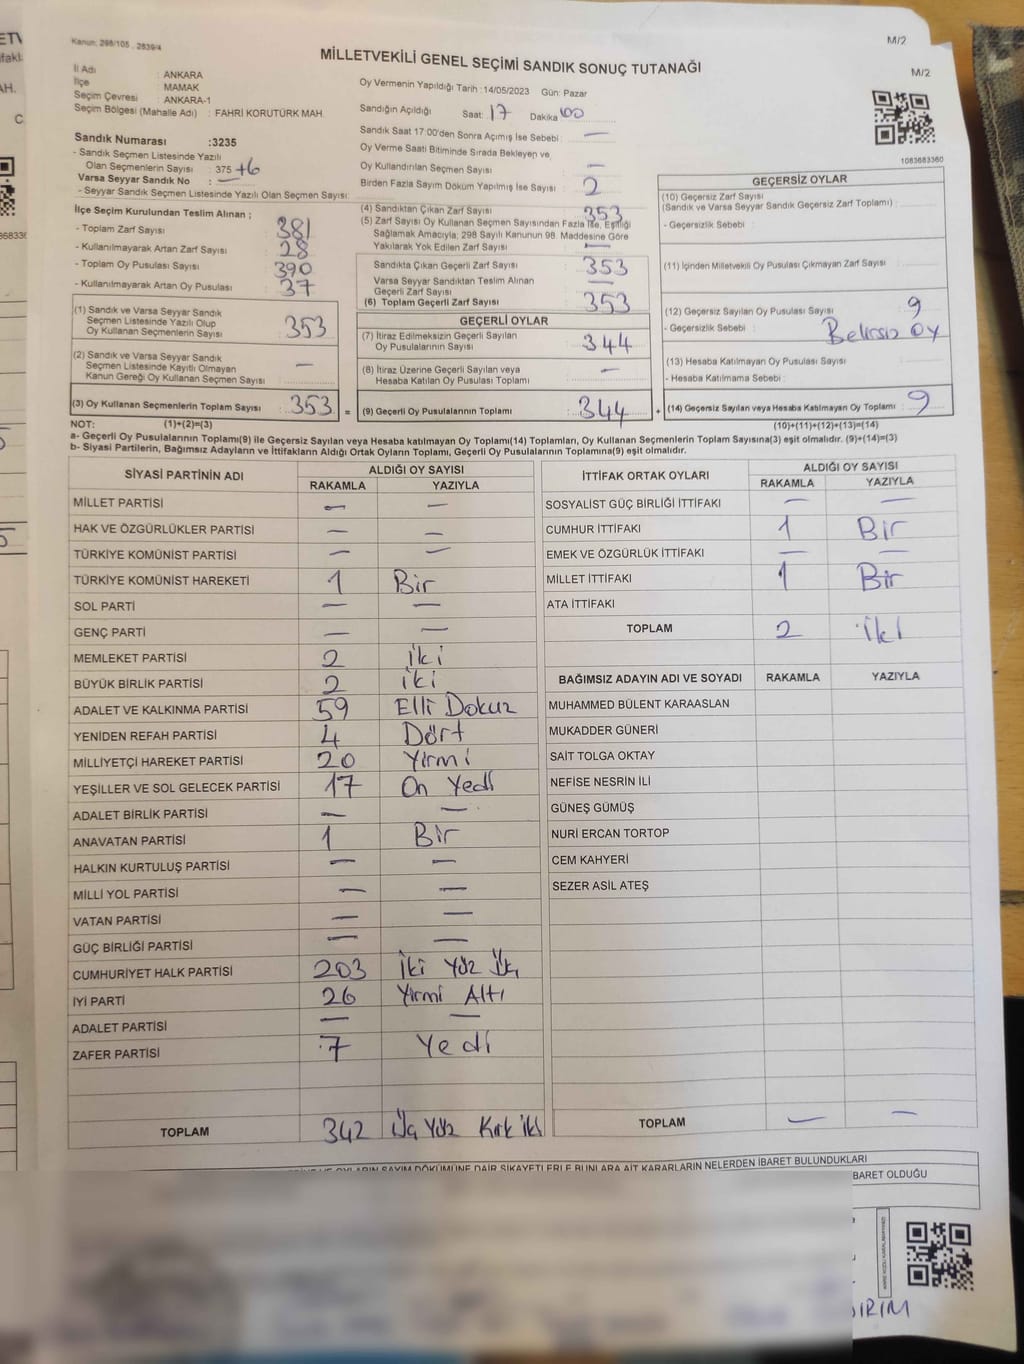 Kanun: 298/105 . 2839/4
M/2
MİLLETVEKİLİ GENEL SEÇİMİ SANDIK SONUÇ TUTANAĞI
M/2
İl Adı : ANKARA
İlçe : MAMAK
Seçim Çevresi : ANKARA-1
Seçim Bölgesi (Mahalle Adı) : FAHRİ KORUTÜRK MAH.
Oy Vermenin Yapıldığı Tarih : 14/05/2023 Gün: Pazar
Sandığın Açıldığı Saat: 17 Dakika 00
Sandık Saat 17:00'den Sonra Açımış İse Sebebi : —
Oy Verme Saati Bitiminde Sırada Bekleyen ve
Oy Kullandırılan Seçmen Sayısı : —
Birden Fazla Sayım Döküm Yapılmış İse Sayısı : 2
1083683360
Sandık Numarası :3235
- Sandık Seçmen Listesinde Yazılı
Olan Seçmenlerin Sayısı : 375 +6
Varsa Seyyar Sandık No : —
- Seyyar Sandık Seçmen Listesinde Yazılı Olan Seçmen Sayısı:
İlçe Seçim Kurulundan Teslim Alınan ;
- Toplam Zarf Sayısı : 381
- Kullanılmayarak Artan Zarf Sayısı : 28
- Toplam Oy Pusulası Sayısı : 390
- Kullanılmayarak Artan Oy Pusulası : 37
(1) Sandık ve Varsa Seyyar Sandık
Seçmen Listesinde Yazılı Olup
Oy Kullanan Seçmenlerin Sayısı : 353
(2) Sandık ve Varsa Seyyar Sandık
Seçmen Listesinde Kayıtlı Olmayan
Kanun Gereği Oy Kullanan Seçmen Sayısı : —
(3) Oy Kullanan Seçmenlerin Toplam Sayısı : 353 =
(4) Sandıktan Çıkan Zarf Sayısı : 353
(5) Zarf Sayısı Oy Kullanan Seçmen Sayısından Fazla ise, Eşitliği
Sağlamak Amacıyla; 298 Sayılı Kanunun 98. Maddesine Göre
Yakılarak Yok Edilen Zarf Sayısı : —
Sandıkta Çıkan Geçerli Zarf Sayısı : 353
Varsa Seyyar Sandıktan Teslim Alınan
Geçerli Zarf Sayısı : —
(6) Toplam Geçerli Zarf Sayısı : 353
GEÇERLİ OYLAR
(7) İtiraz Edilmeksizin Geçerli Sayılan
Oy Pusulalarının Sayısı : 344
(8) İtiraz Üzerine Geçerli Sayılan veya
Hesaba Katılan Oy Pusulası Toplamı : —
(9) Geçerli Oy Pusulalarının Toplamı : 344 +
GEÇERSİZ OYLAR
(10) Geçersiz Zarf Sayısı
(Sandık ve Varsa Seyyar Sandık Geçersiz Zarf Toplamı) :
- Geçersizlik Sebebi :
(11) İçinden Milletvekili Oy Pusulası Çıkmayan Zarf Sayısı :
(12) Geçersiz Sayılan Oy Pusulası Sayısı : 9
- Geçersizlik Sebebi : Belirsiz oy
(13) Hesaba Katılmayan Oy Pusulası Sayısı :
- Hesaba Katılmama Sebebi :
(14) Geçersiz Sayılan veya Hesaba Katılmayan Oy Toplamı : 9
NOT: (1)+(2)=(3)
(10)+(11)+(12)+(13)=(14)
a- Geçerli Oy Pusulalarının Toplamı(9) ile Geçersiz Sayılan veya Hesaba katılmayan Oy Toplamı(14) Toplamları, Oy Kullanan Seçmenlerin Toplam Sayısına(3) eşit olmalıdır. (9)+(14)=(3)
b- Siyasi Partilerin, Bağımsız Adayların ve İttifakların Aldığı Ortak Oyların Toplamı, Geçerli Oy Pusulalarının Toplamına(9) eşit olmalıdır.
SİYASİ PARTİNİN ADI ALDIĞI OY SAYISI
RAKAMLA YAZIYLA
MİLLET PARTİSİ — —
HAK VE ÖZGÜRLÜKLER PARTİSİ — —
TÜRKİYE KOMÜNİST PARTİSİ — —
TÜRKİYE KOMÜNİST HAREKETİ 1 Bir
SOL PARTİ — —
GENÇ PARTİ — —
MEMLEKET PARTİSİ 2 iki
BÜYÜK BİRLİK PARTİSİ 2 iki
ADALET VE KALKINMA PARTİSİ 59 Elli Dokuz
YENİDEN REFAH PARTİSİ 4 Dört
MİLLİYETÇİ HAREKET PARTİSİ 20 Yirmi
YEŞİLLER VE SOL GELECEK PARTİSİ 17 On Yedi
ADALET BİRLİK PARTİSİ — —
ANAVATAN PARTİSİ 1 Bir
HALKIN KURTULUŞ PARTİSİ — —
MİLLİ YOL PARTİSİ — —
VATAN PARTİSİ — —
GÜÇ BİRLİĞİ PARTİSİ — —
CUMHURİYET HALK PARTİSİ 203 İki Yüz Üç
İYİ PARTİ 26 Yirmi Altı
ADALET PARTİSİ — —
ZAFER PARTİSİ 7 Yedi
TOPLAM 342 Üç Yüz Kırk iki
İTTİFAK ORTAK OYLARI ALDIĞI OY SAYISI
RAKAMLA YAZIYLA
SOSYALİST GÜÇ BİRLİĞİ İTTİFAKI — —
CUMHUR İTTİFAKI 1 Bir
EMEK VE ÖZGÜRLÜK İTTİFAKI — —
MİLLET İTTİFAKI 1 Bir
ATA İTTİFAKI
TOPLAM 2 İki
BAĞIMSIZ ADAYIN ADI VE SOYADI RAKAMLA YAZIYLA
MUHAMMED BÜLENT KARAASLAN
MUKADDER GÜNERİ
SAİT TOLGA OKTAY
NEFİSE NESRİN İLİ
GÜNEŞ GÜMÜŞ
NURİ ERCAN TORTOP
CEM KAHYERİ
SEZER ASİL ATEŞ
TOPLAM — —
OYLARIN SAYIM DÖKÜMÜNE DAİR ŞİKAYETLERLE BUNLARA AİT KARARLARIN NELERDEN İBARET BULUNDUKLARI
BARET OLDUĞU